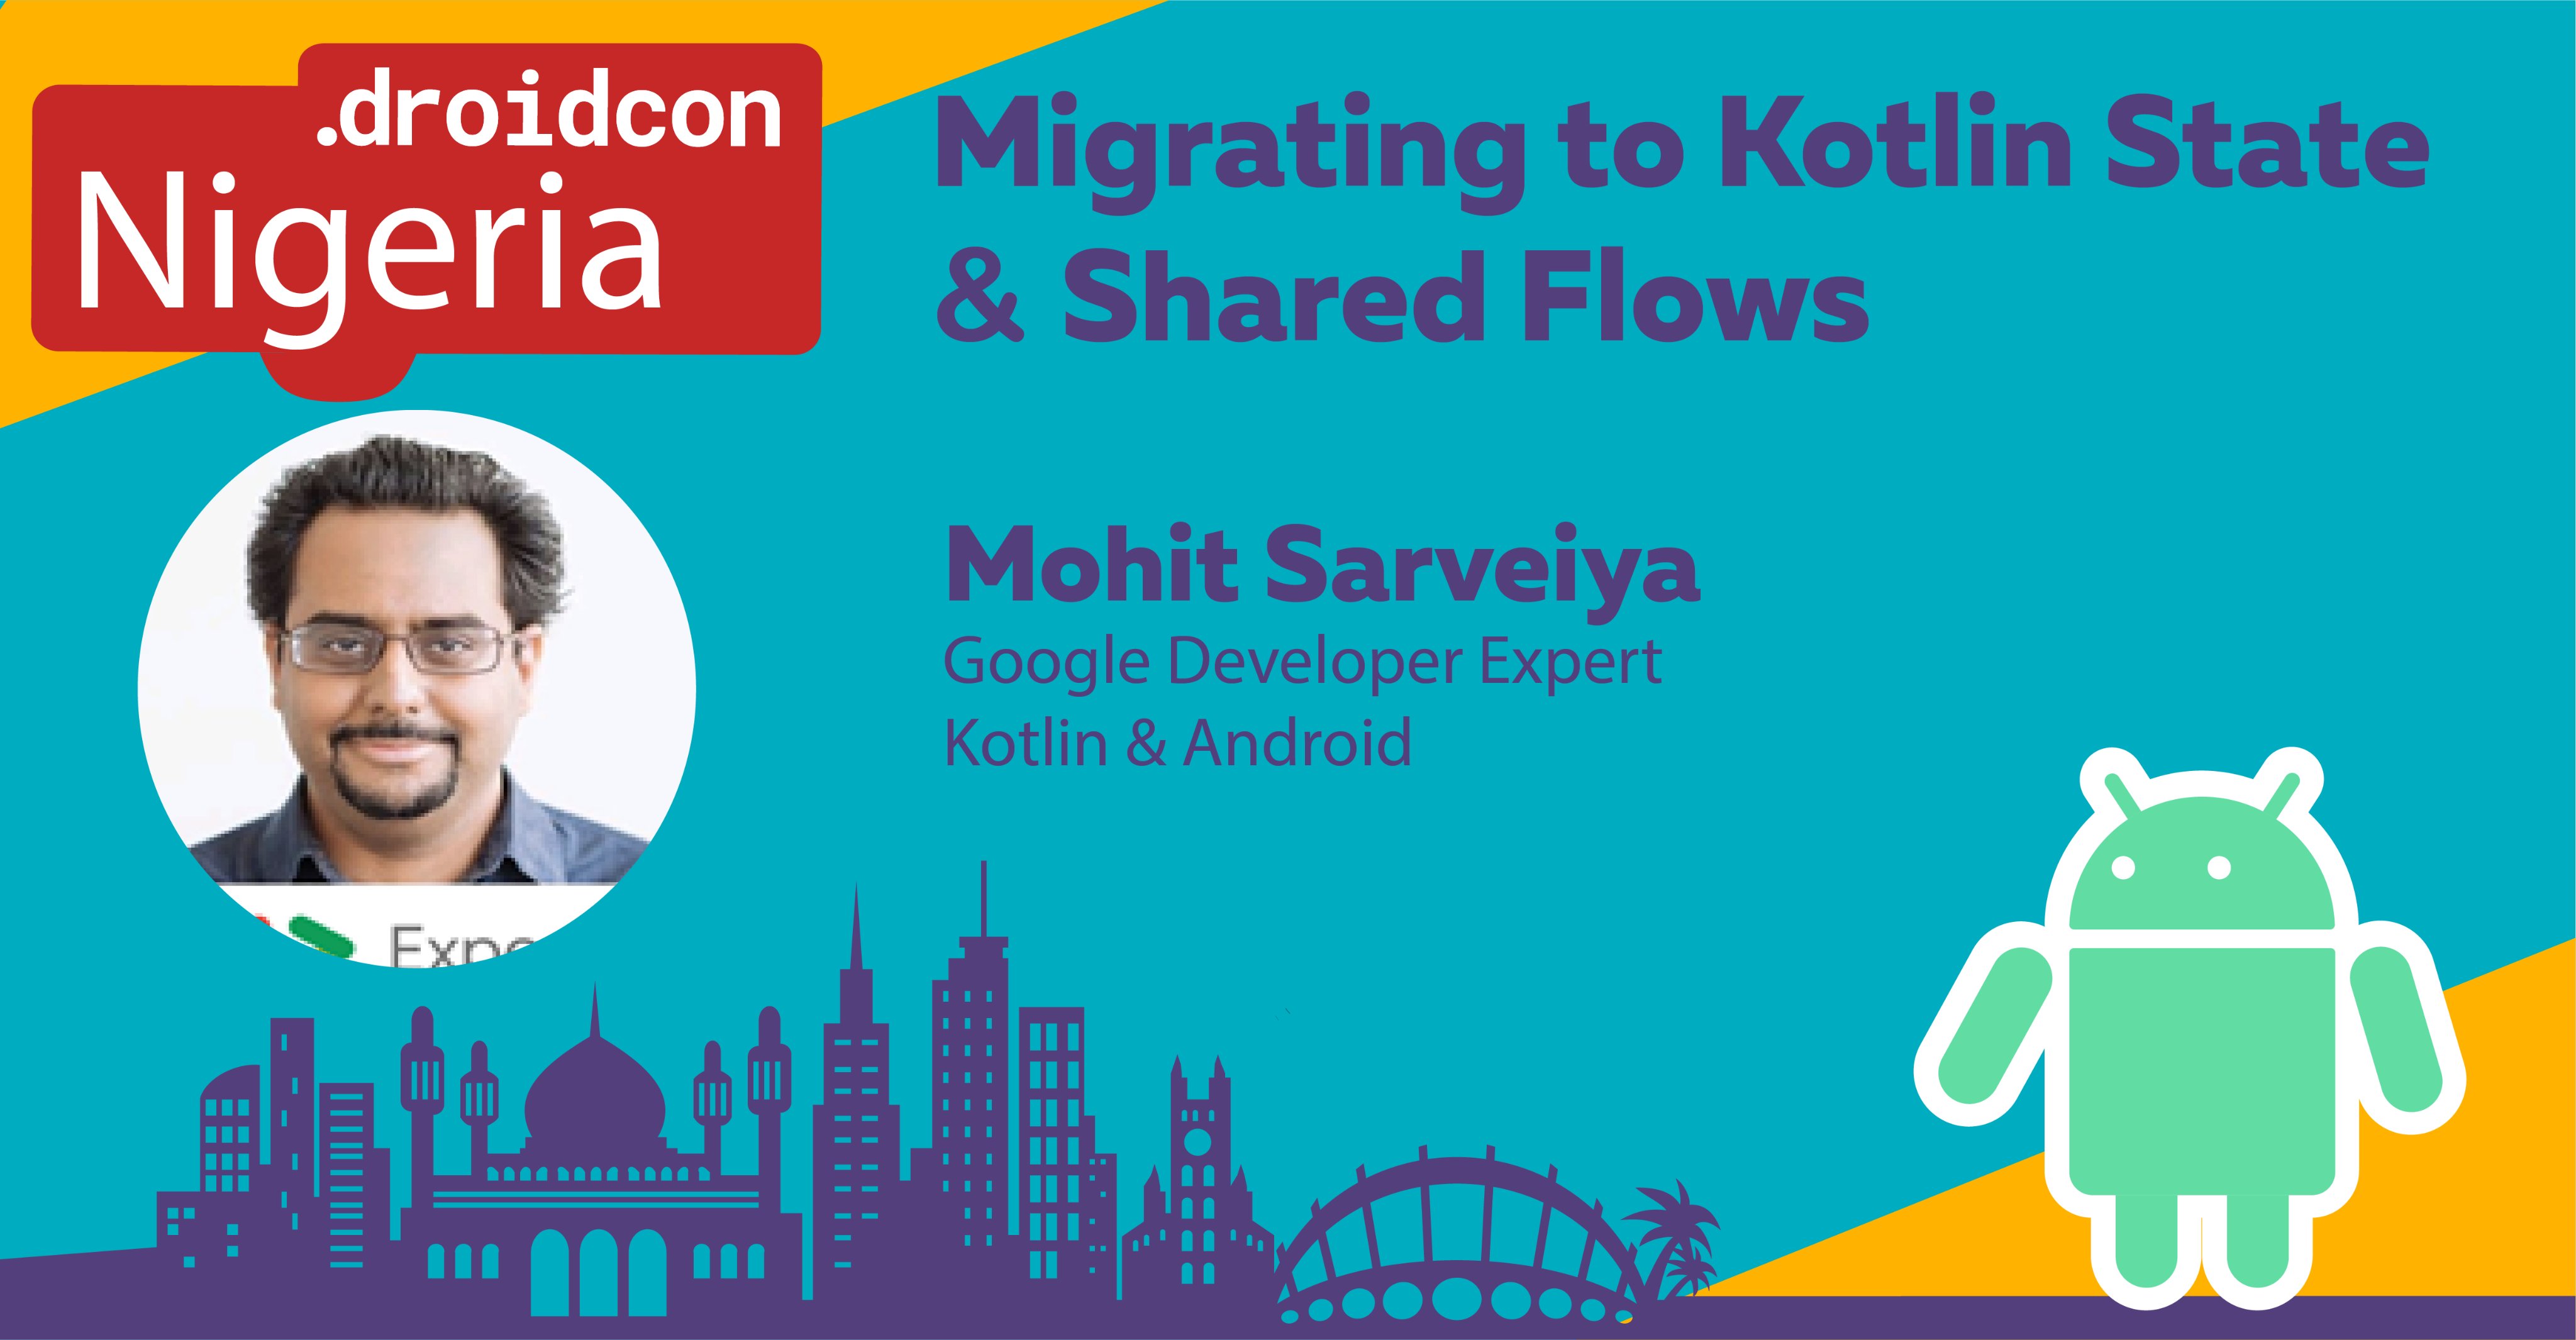 .droidcon
Nigeria
Migrating to Kotlin State
& Shared Flows
Mohit Sarveiya
Google Developer Expert
Kotlin & Android